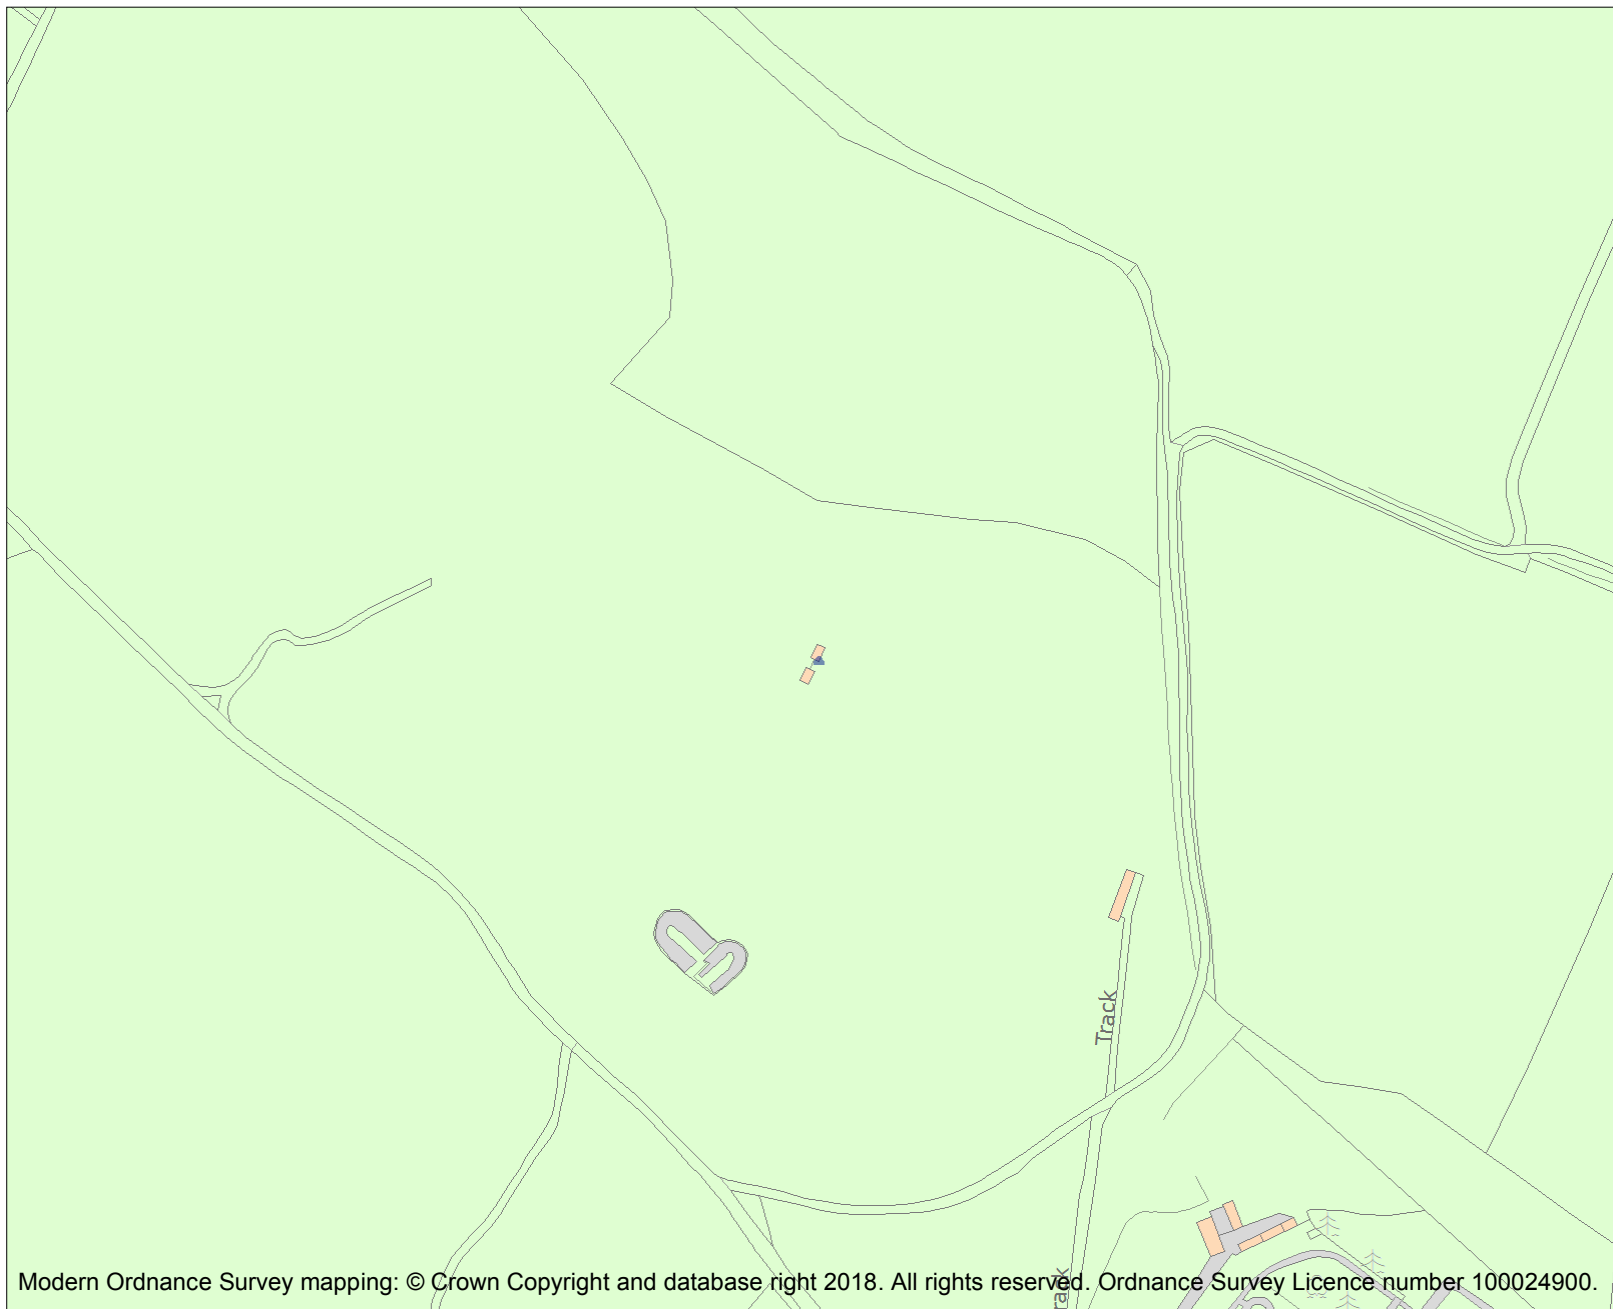 Track
Track
Modern Ordnance Survey mapping: © Crown Copyright and database right 2018. All rights reserved. Ordnance Survey Licence number 100024900.